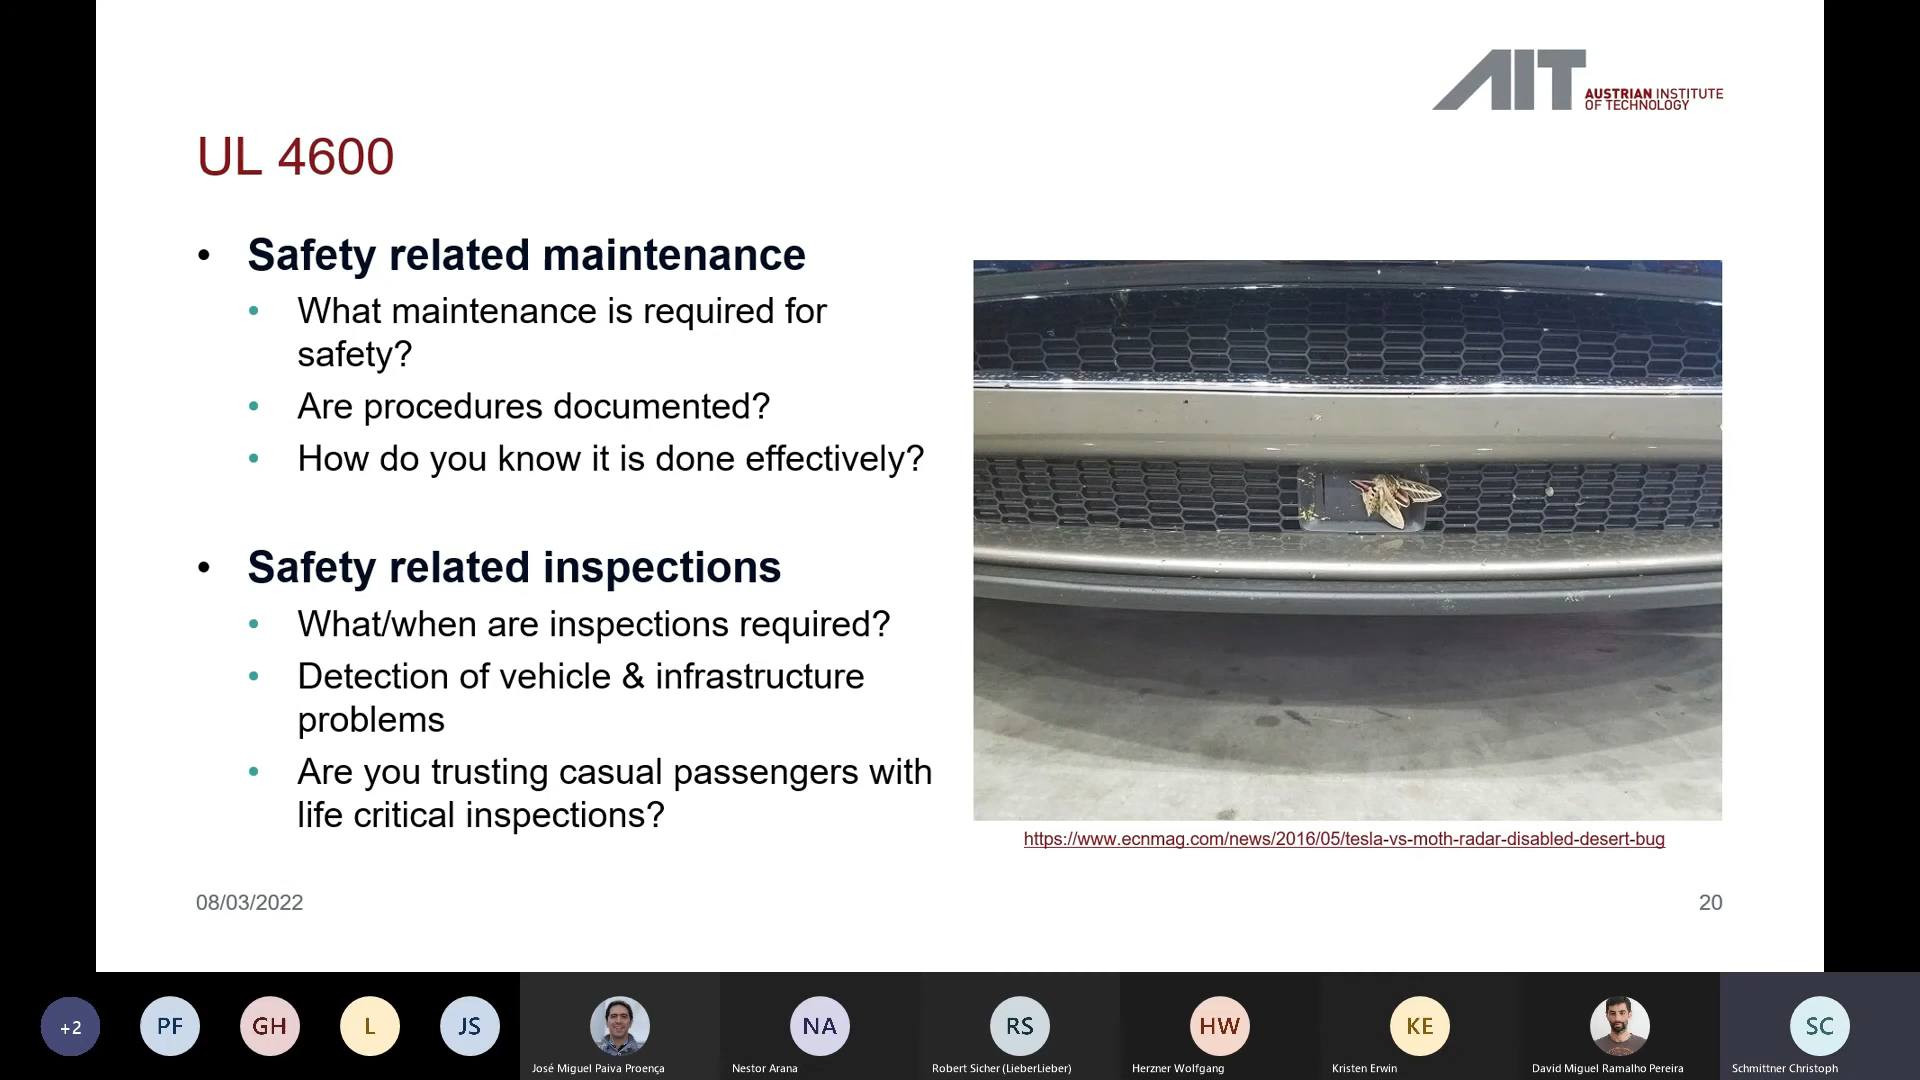 AIT
AUSTRIAN INSTITUTE
OF TECHNOLOGY
UL 4600
• Safety related maintenance
• What maintenance is required for
safety?
• Are procedures documented?
• How do you know it is done effectively?
• Safety related inspections
• What/when are inspections required?
• Detection of vehicle & infrastructure
problems
• Are you trusting casual passengers with
life critical inspections?
https://www.ecnmag.com/news/2016/05/tesla-vs-moth-radar-disabled-desert-bug
08/03/2022
20
+2
PF
GH
L
JS
NA
RS
HW
KE
SC
José Miguel Paiva Proença
Nestor Arana
Robert Sicher (LieberLieber)
Herzner Wolfgang
Kristen Erwin
David Miguel Ramalho Pereira
Schmittner Christoph